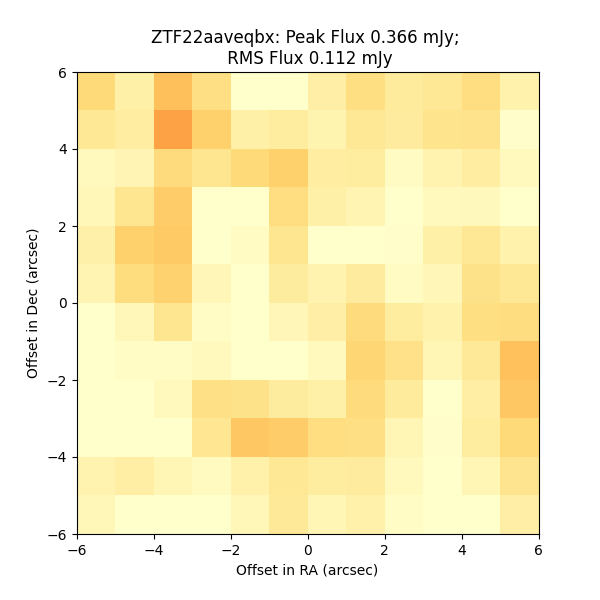 ZTF22aaveqbx: Peak Flux 0.366 mJy;
RMS Flux 0.112 mJy
6
4
2
0
−2
−4
−6
Offset in Dec (arcsec)
−6 −4 −2 0 2 4 6
Offset in RA (arcsec)